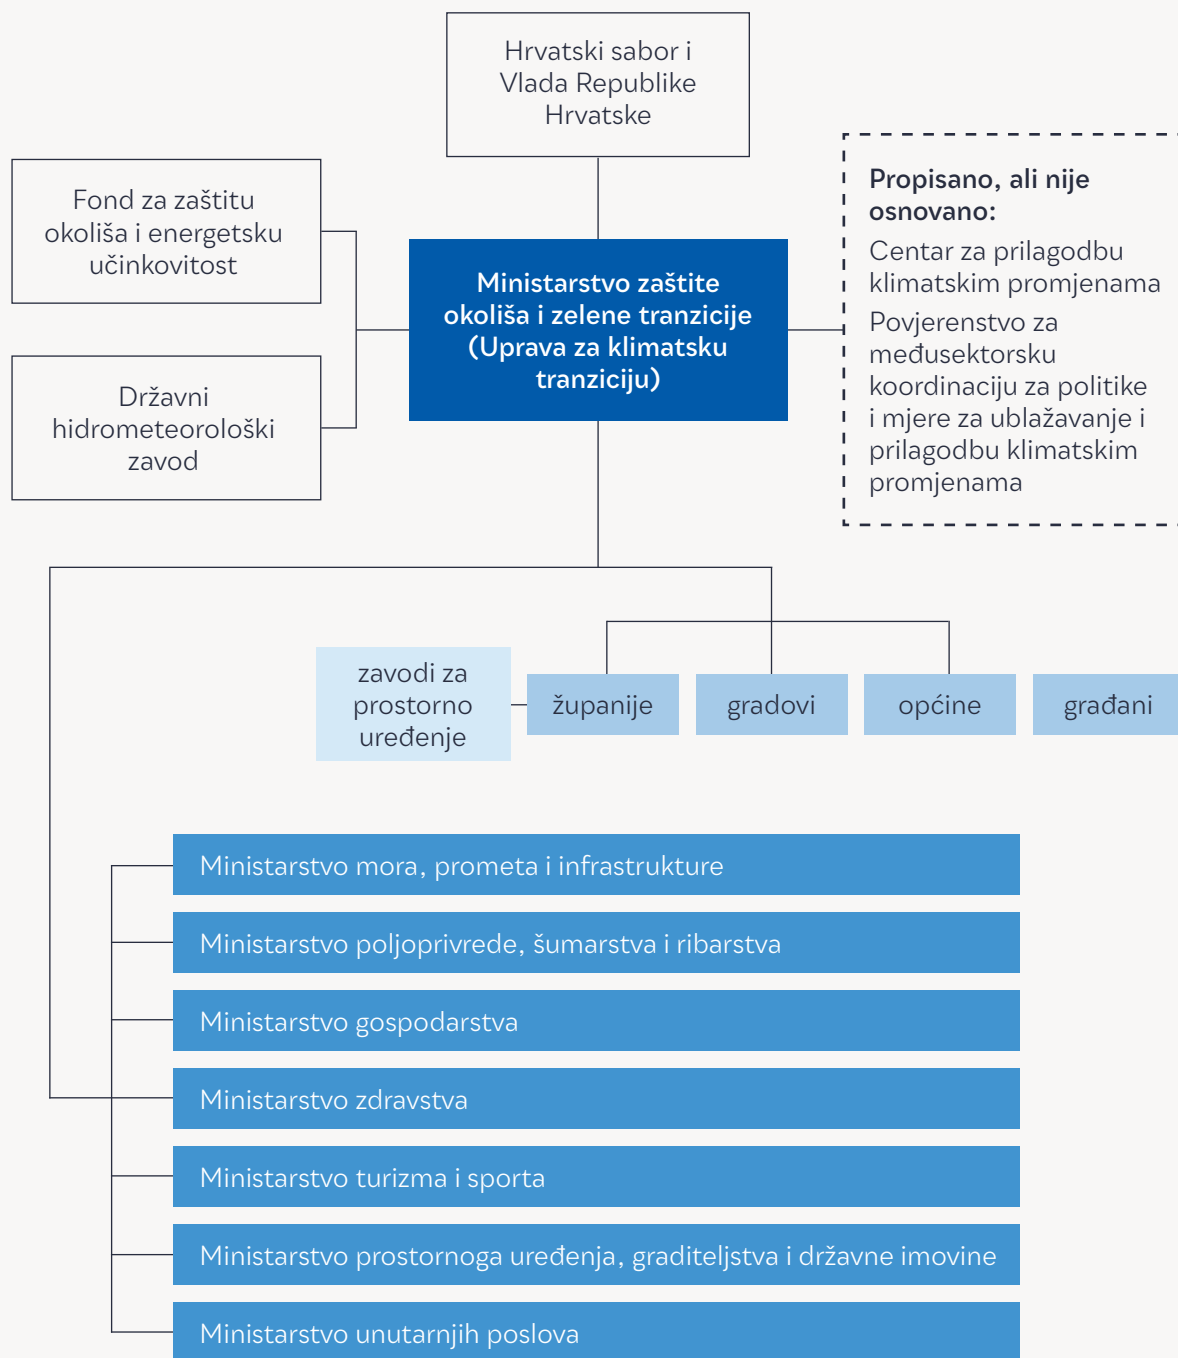 Hrvatski sabor i
Vlada Republike
Hrvatske
Fond za zaštitu
okoliša i energetsku
učinkovitost
Ministarstvo zaštite
okoliša i zelene tranzicije
(Uprava za klimatsku
tranziciju)
Državni
hidrometeorološki
zavod
Propisano, ali nije
osnovano:
Centar za prilagodbu
klimatskim promjenama
Povjerenstvo za
međusektorsku
koordinaciju za politike
i mjere za ublažavanje i
prilagodbu klimatskim
promjenama
zavodi za
prostorno
uređenje
županije
gradovi
općine
građani
Ministarstvo mora, prometa i infrastrukture
Ministarstvo poljoprivrede, šumarstva i ribarstva
Ministarstvo gospodarstva
Ministarstvo zdravstva
Ministarstvo turizma i sporta
Ministarstvo prostornoga uređenja, graditeljstva i državne imovine
Ministarstvo unutarnjih poslova